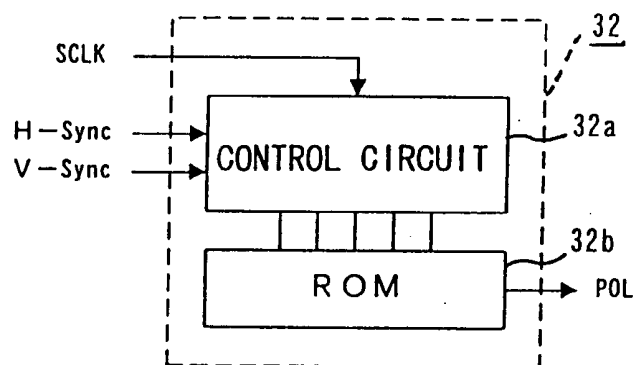 SCLK
32
H-Sync
V-Sync
CONTROL CIRCUIT
32a
32b
ROM
POL